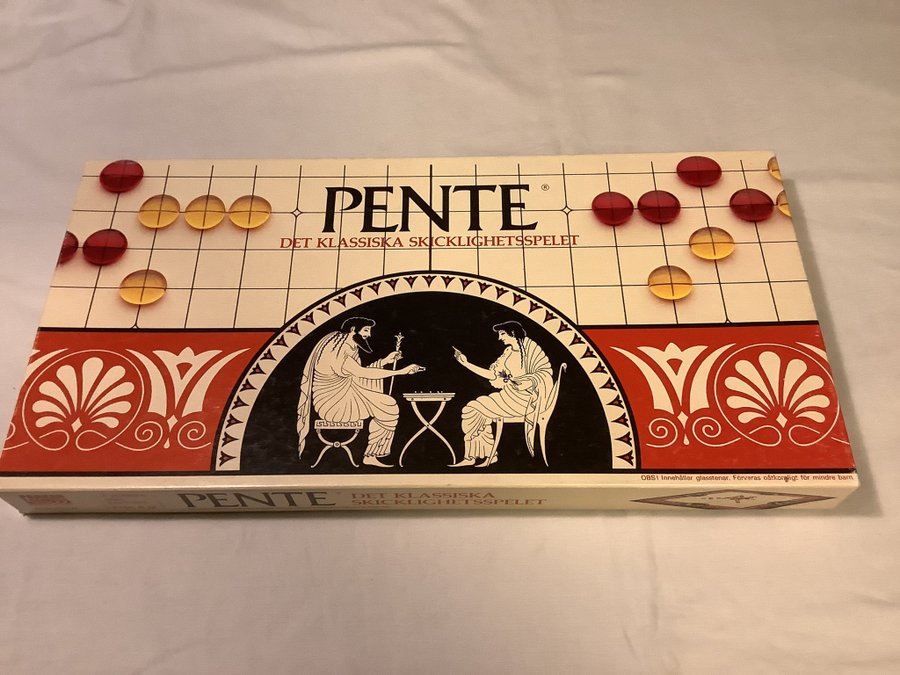 PENTE ®
DET KLASSISKA SKICKLIGHETSSPELET
OBS! Innehåller glasstenar. Förvaras oåtkomligt för mindre barn
PENTE DET KLASSISKA
SKICKLIGHETSSPELET